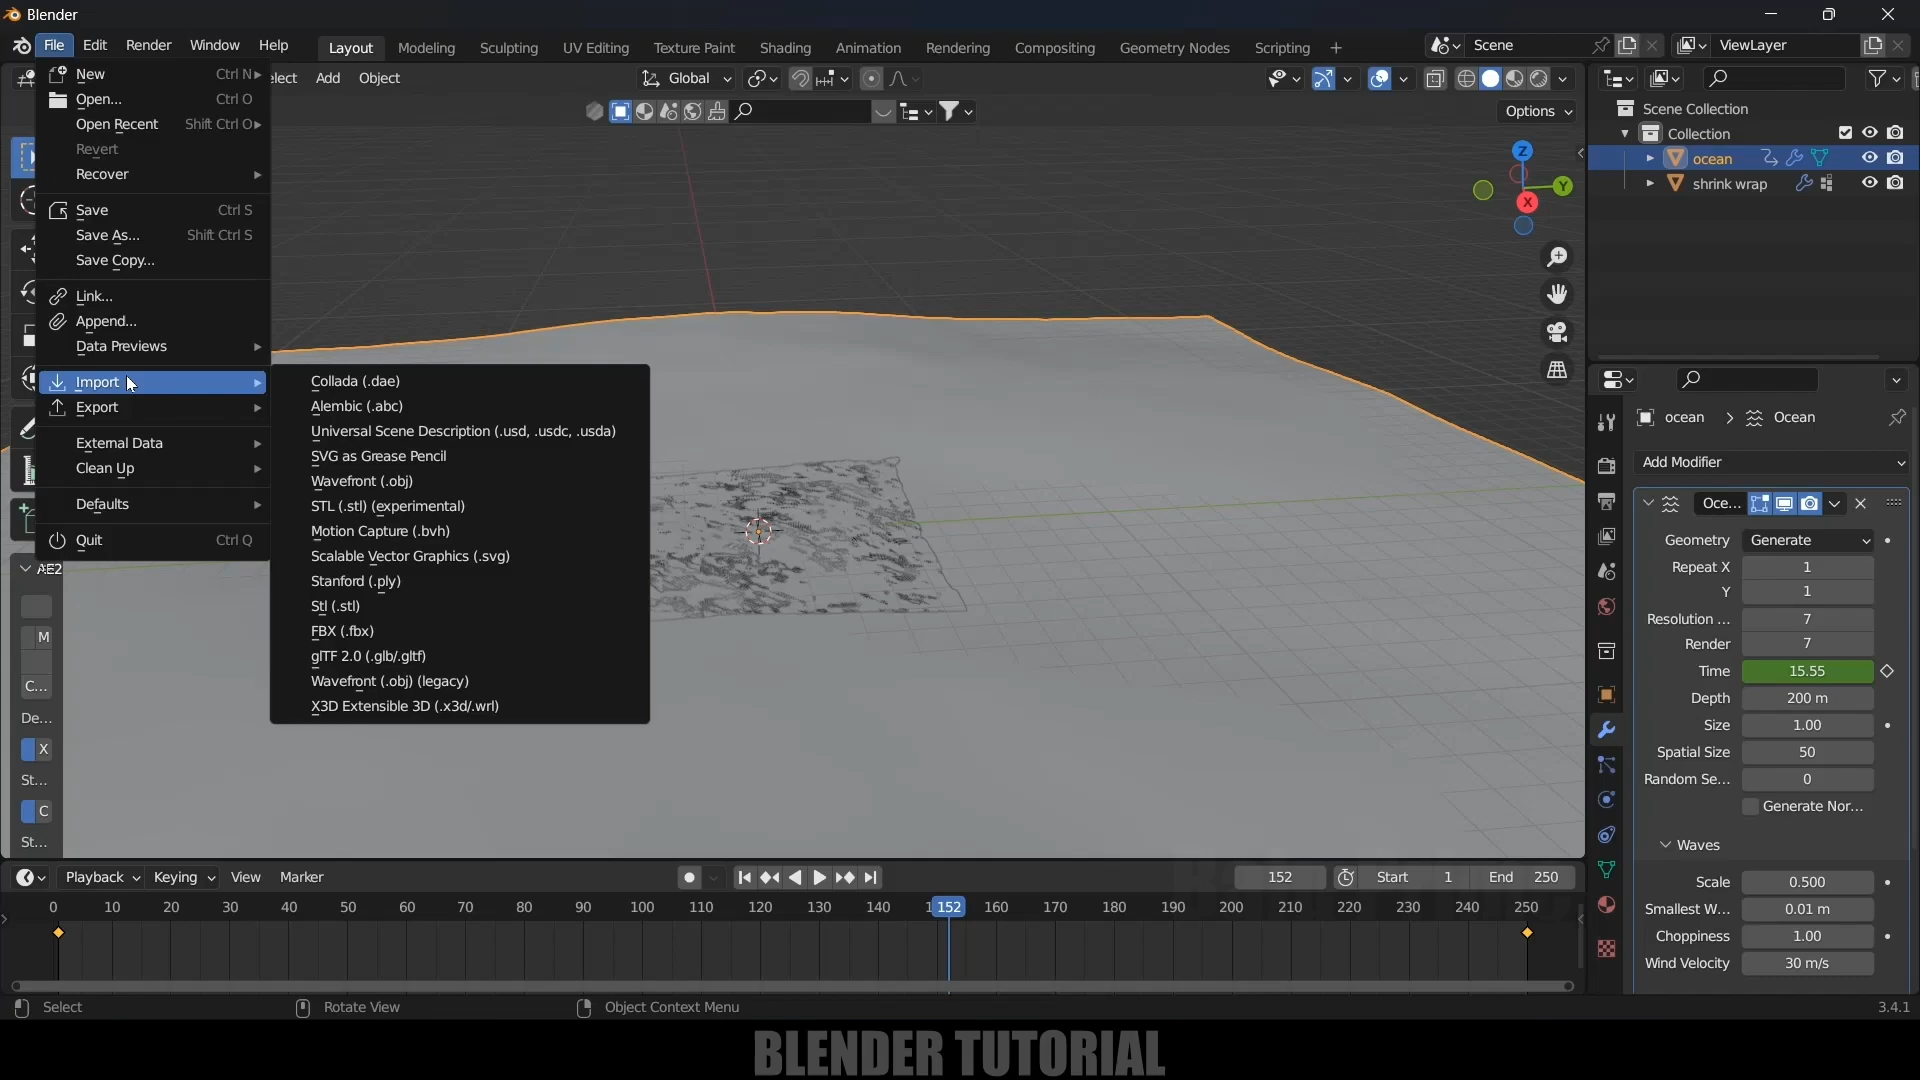 Blender
File Edit Render Window Help Layout Modeling Sculpting UV Editing Texture Paint Shading Animation Rendering Compositing Geometry Nodes Scripting + Scene ViewLayer
lect Add Object Global
Options
New Ctrl N
Open... Ctrl O
Open Recent Shift Ctrl O
Revert
Recover
Save Ctrl S
Save As... Shift Ctrl S
Save Copy...
Link...
Append...
Data Previews
Import
Export
External Data
Clean Up
Defaults
Quit Ctrl Q
Collada (.dae)
Alembic (.abc)
Universal Scene Description (.usd, .usdc, .usda)
SVG as Grease Pencil
Wavefront (.obj)
STL (.stl) (experimental)
Motion Capture (.bvh)
Scalable Vector Graphics (.svg)
Stanford (.ply)
Stl (.stl)
FBX (.fbx)
glTF 2.0 (.glb/.gltf)
Wavefront (.obj) (legacy)
X3D Extensible 3D (.x3d/.wrl)
AE2
M
C...
De...
X
St...
C
St...
Z
Y
X
Scene Collection
Collection
ocean
shrink wrap
ocean > Ocean
Add Modifier
Oce...
Geometry Generate
Repeat X 1
Y 1
Resolution ... 7
Render 7
Time 15.55
Depth 200 m
Size 1.00
Spatial Size 50
Random Se... 0
Generate Nor...
Waves
Scale 0.500
Smallest W... 0.01 m
Choppiness 1.00
Wind Velocity 30 m/s
Playback Keying View Marker 152 Start 1 End 250
0 10 20 30 40 50 60 70 80 90 100 110 120 130 140 152 160 170 180 190 200 210 220 230 240 250
Select Rotate View Object Context Menu 3.4.1
BLENDER TUTORIAL